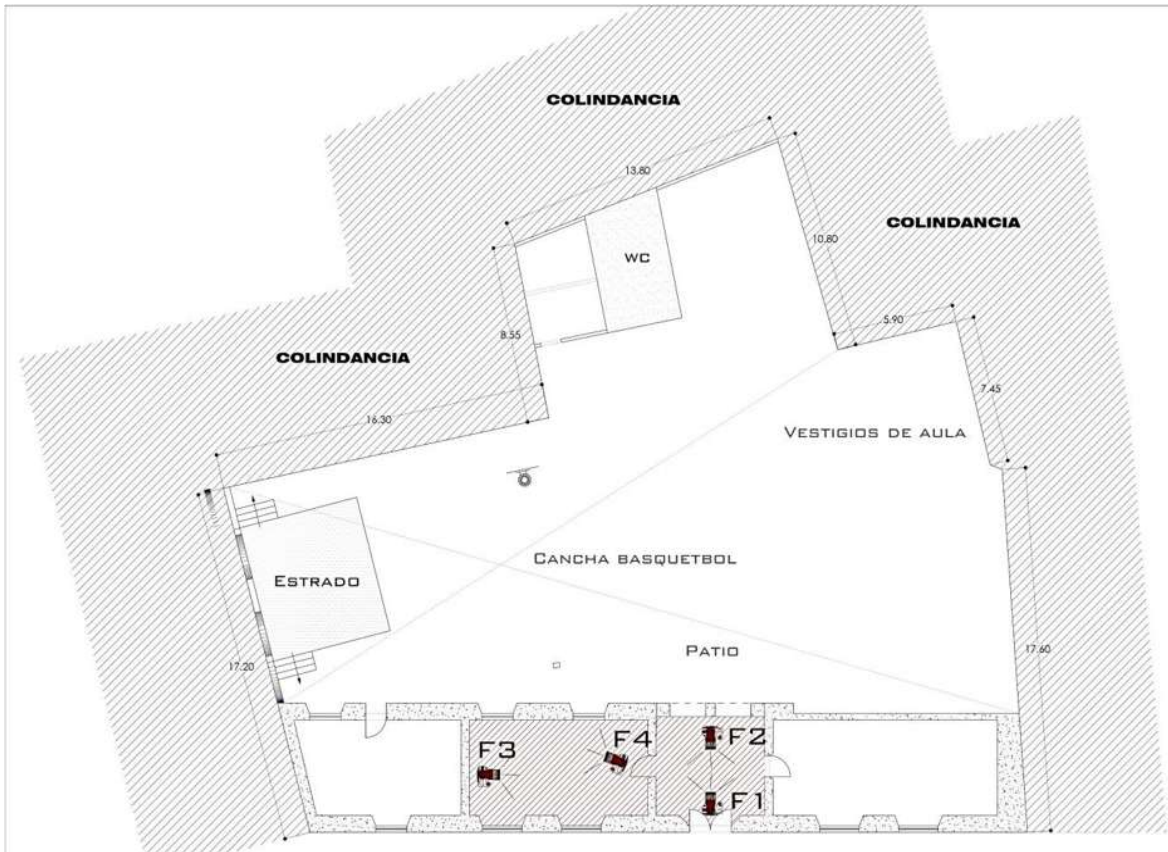 COLINDANCIA
13.80
COLINDANCIA
10.80
WC
5.90
8.55
COLINDANCIA
7.45
16.30
VESTIGIOS DE AULA
CANCHA BASQUETBOL
ESTRADO
PATIO
17.60
17.20
F3
F4
F2
F1